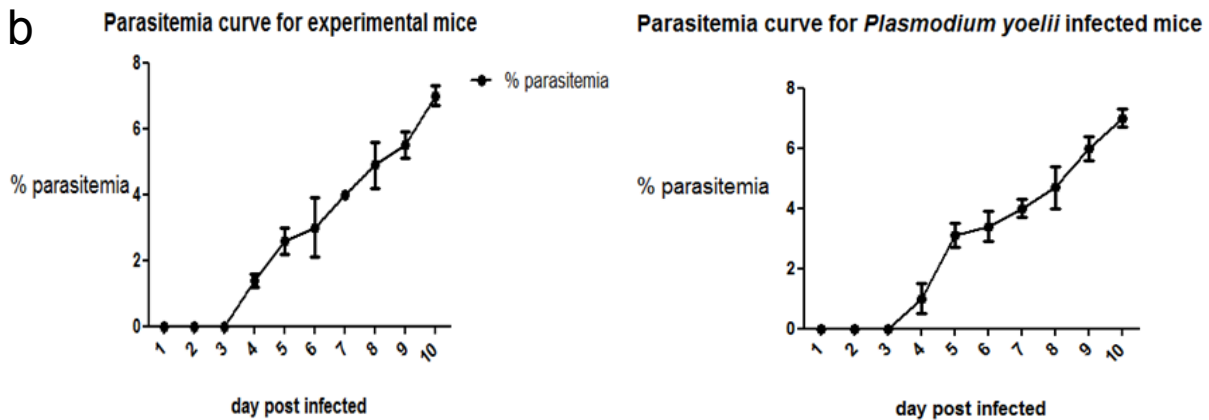 b
Parasitemia curve for experimental mice
% parasitemia
8
6
4
2
0
% parasitemia
1 2 3 4 5 6 7 8 9 10
day post infected
Parasitemia curve for Plasmodium yoelii infected mice
8
6
4
2
0
% parasitemia
1 2 3 4 5 6 7 8 9 10
day post infected